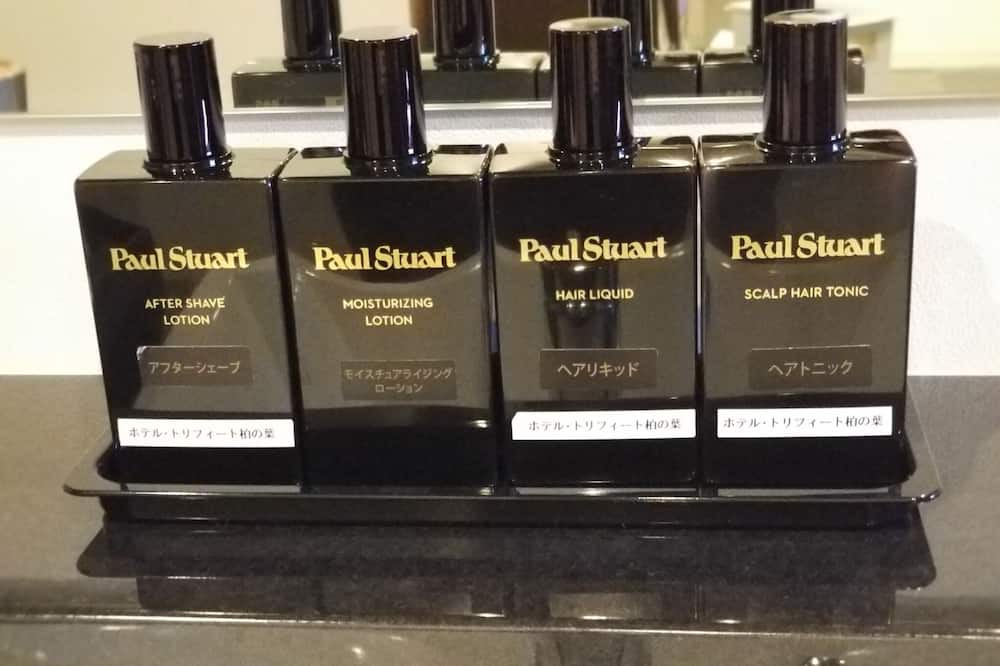 Paul Stuart
AFTER SHAVE
LOTION
アフターシェーブ
ホテル・トリフィート柏の葉
Paul Stuart
MOISTURIZING
LOTION
モイスチュアライジング
ローション
Paul Stuart
HAIR LIQUID
ヘアリキッド
ホテル・トリフィート柏の葉
Paul Stuart
SCALP HAIR TONIC
ヘアトニック
ホテル・トリフィート柏の葉